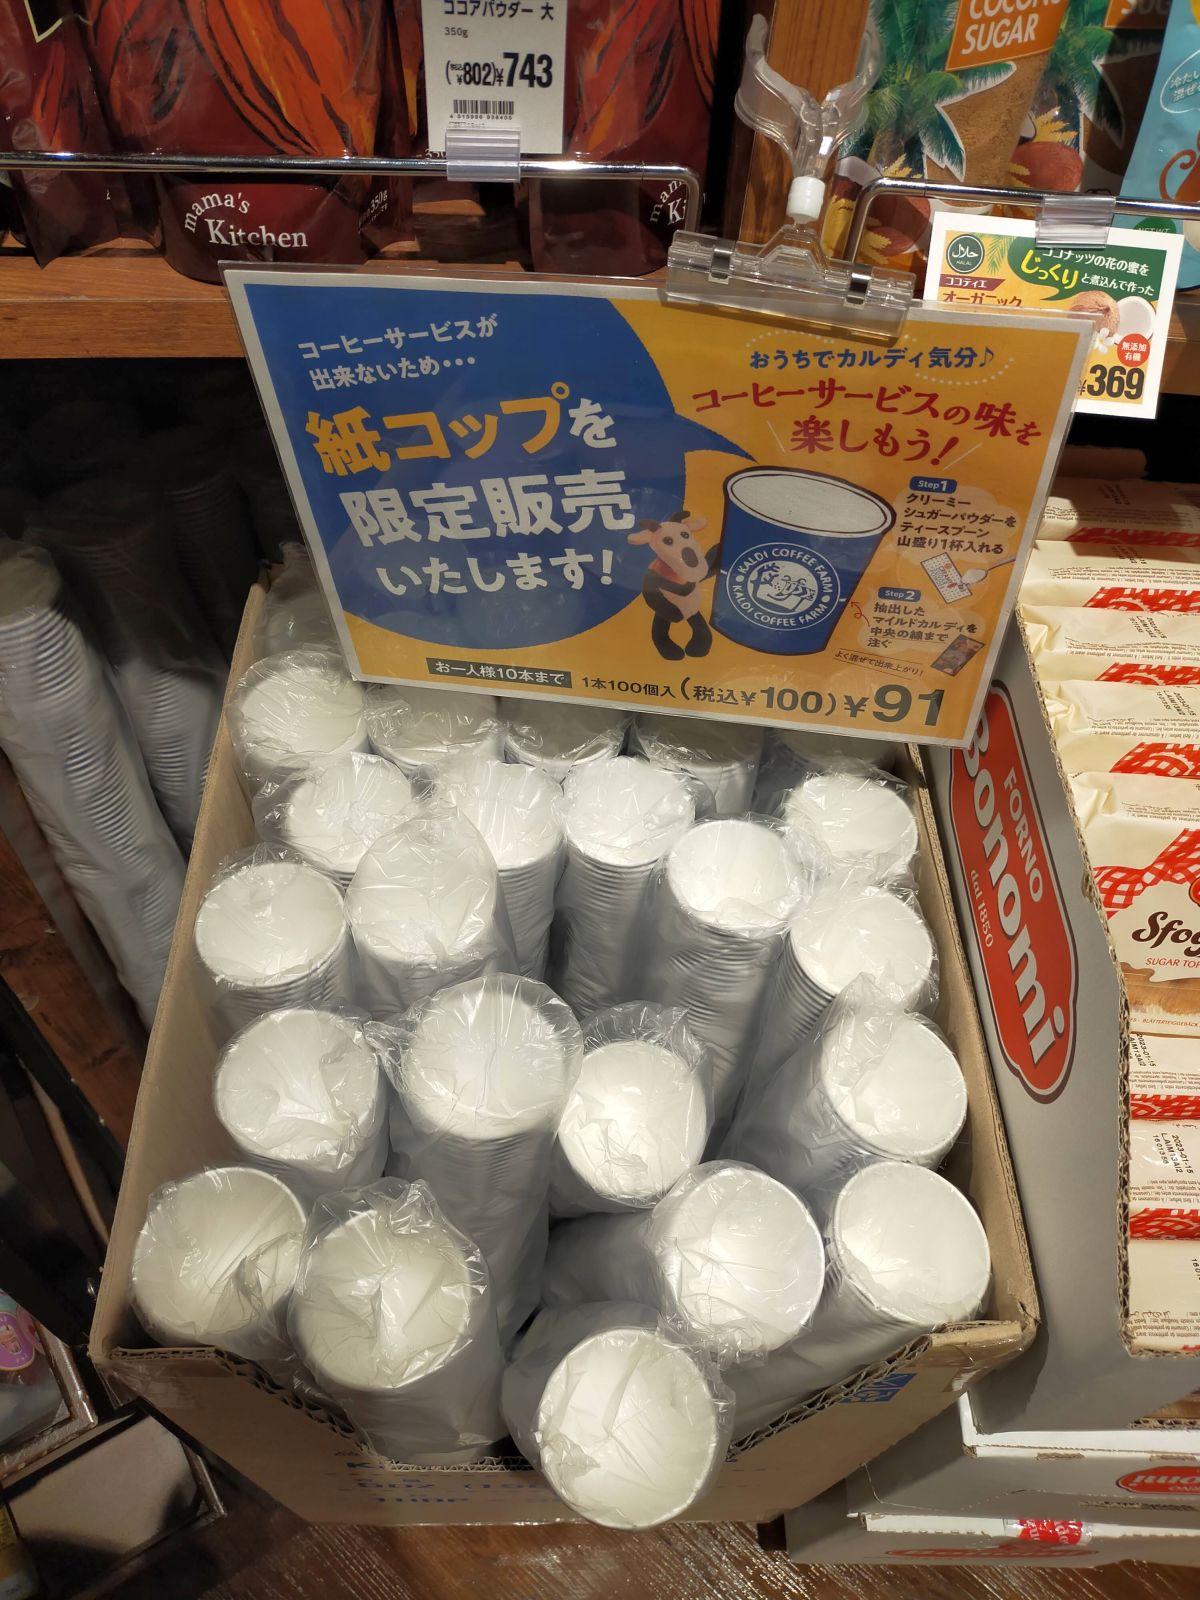 ココアパウダー 大
350g
(税込¥802)¥743
mama's
Kitchen
350g
COCONUT
SUGAR
HALAL
ココナッツの花の蜜を
じっくりと煮込んで作った
ココティエ
オーガニック
無添加
有機
¥369
コーヒーサービスが
出来ないため・・・
紙コップを
限定販売
いたします!
おうちでカルディ気分♪
コーヒーサービスの味を
楽しもう!
Step1
クリーミー
シュガーパウダーを
ティースプーン
山盛り1杯入れる
Step2
抽出した
マイルドカルディを
中央の線まで
注ぐ
よく混ぜて出来上がり!
KALDI COFFEE FARM
KALDI COFFEE FARM
お一人様10本まで 1本100個入(税込¥100)¥91
FORNO
Bonomi
dal 1850
Sfog
SUGAR TOP
2023-01-15
LAIM13AI2